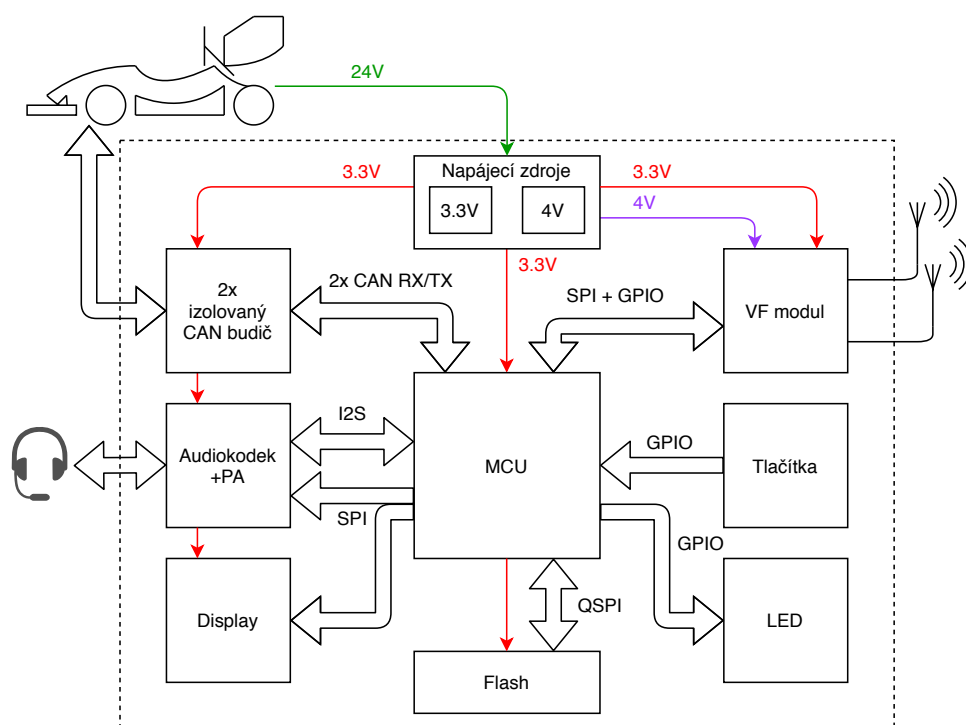 24V
Napájecí zdroje
3.3V
4V
3.3V
3.3V
4V
3.3V
2x
izolovaný
CAN budič
2x CAN RX/TX
SPI + GPIO
VF modul
Audiokodek
+PA
I2S
SPI
MCU
GPIO
Tlačítka
GPIO
Display
QSPI
LED
Flash